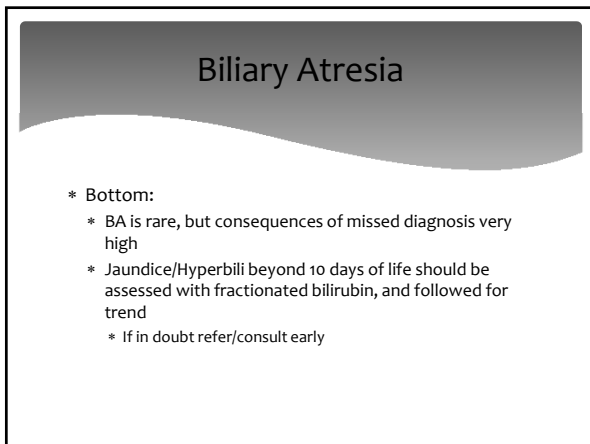 Biliary Atresia
* Bottom:
* BA is rare, but consequences of missed diagnosis very
high
* Jaundice/Hyperbili beyond 10 days of life should be
assessed with fractionated bilirubin, and followed for
trend
* If in doubt refer/consult early